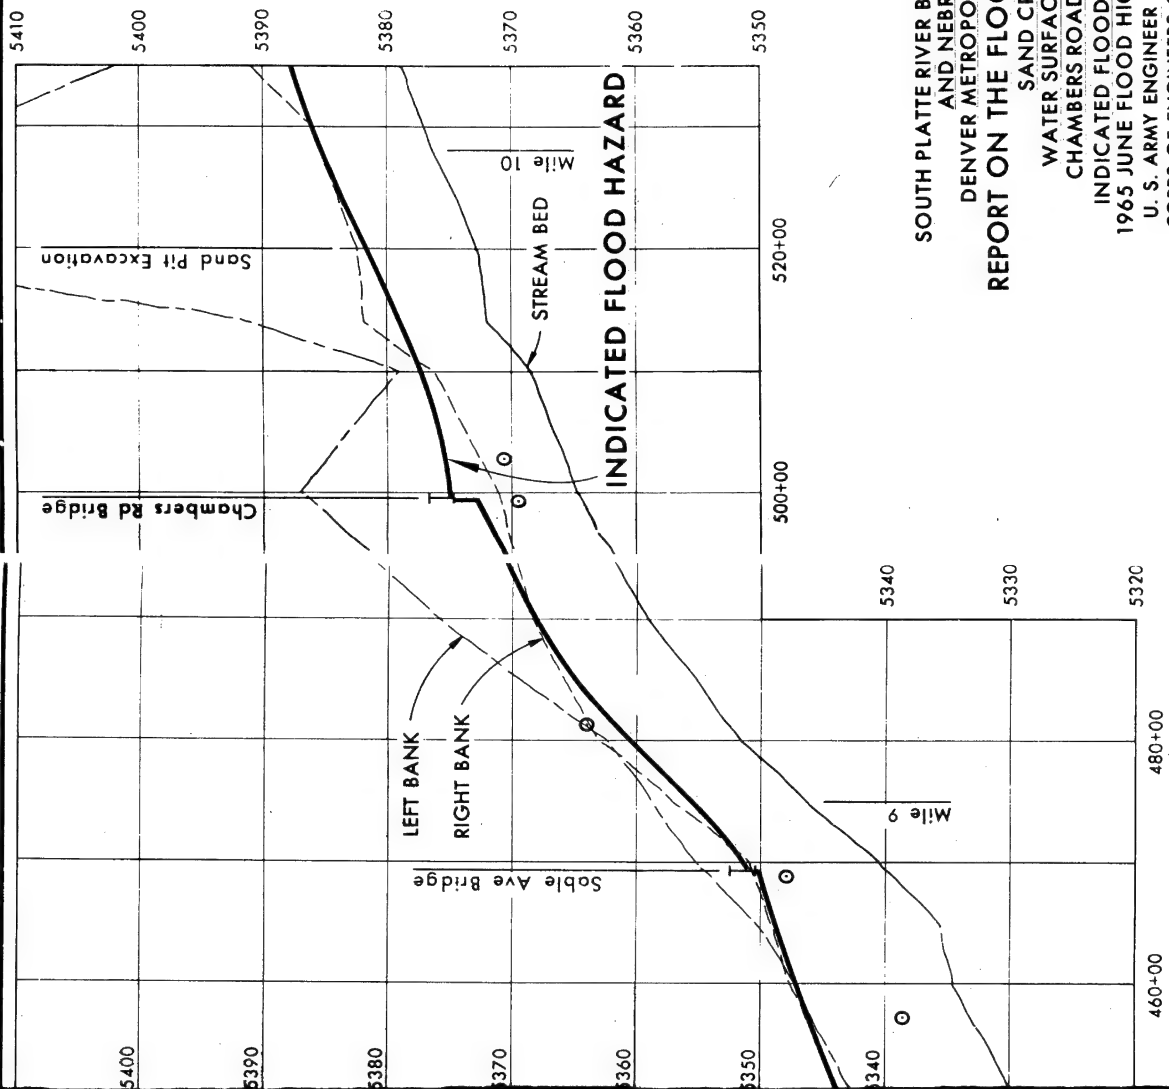 5410
5400
5390
5380
5370
5360
5350
5340
5330
5320
5400
5390
5380
5370
5360
5350
5340
460+00
480+00
500+00
520+00
Sand Pit Excavation
Chambers Rd Bridge
Sable Ave Bridge
Mile 10
Mile 9
LEFT BANK
RIGHT BANK
STREAM BED
INDICATED FLOOD HAZARD
SOUTH PLATTE RIVER B
AND NEBR
DENVER METROPO
REPORT ON THE FLOO
SAND CR
WATER SURFAC
CHAMBERS ROAD
INDICATED FLOOD
1965 JUNE FLOOD HIG
U. S. ARMY ENGINEER